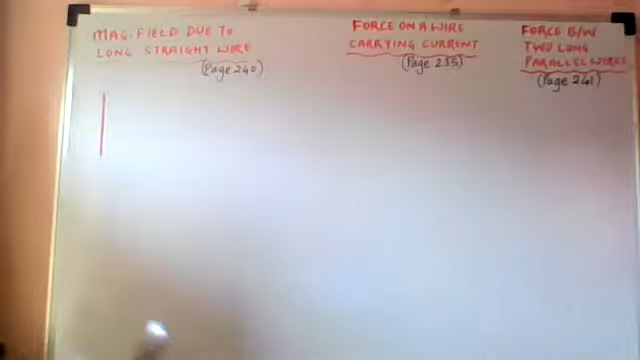 MAG. FIELD DUE TO
LONG STRAIGHT WIRE
(Page 240)
FORCE ON A WIRE
CARRYING CURRENT
(Page 235)
FORCE B/W
TWO LONG
PARALLEL WIRES
(Page 241)